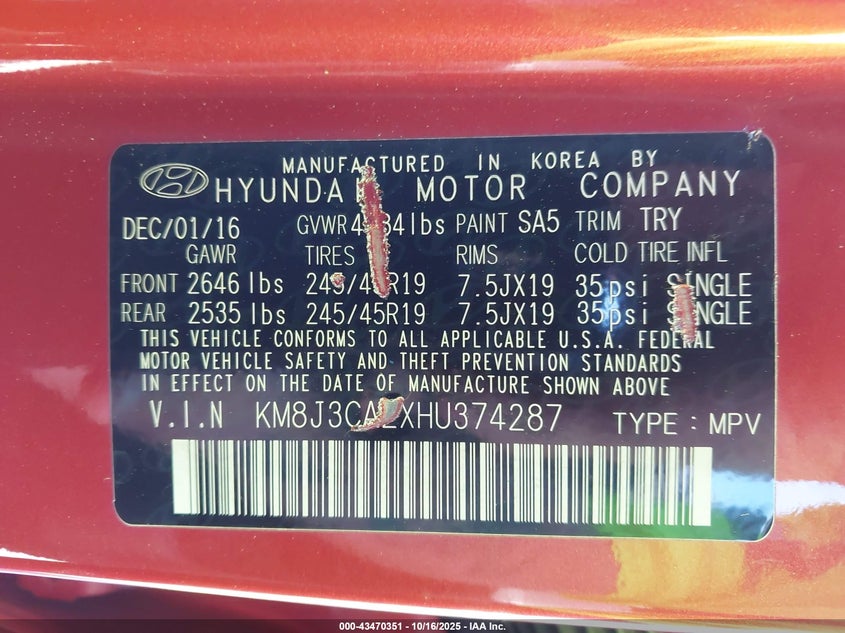 MANUFACTURED IN KOREA BY
HYUNDAI MOTOR COMPANY
DEC/01/16 GVWR PAINT SA5 TRIM TRY
GAWR TIRES RIMS COLD TIRE INFL
FRONT 2646 lbs 7.5JX19 35psi SINGLE
REAR 2535 lbs 245/45R19 7.5JX19 35psi SINGLE
THIS VEHICLE CONFORMS TO ALL APPLICABLE U.S.A. FEDERAL
MOTOR VEHICLE SAFETY AND THEFT PREVENTION STANDARDS
IN EFFECT ON THE DATE OF MANUFACTURE SHOWN ABOVE
V.I.N TYPE : MPV
000-43470351 - 10/16/2025 - IAA Inc.